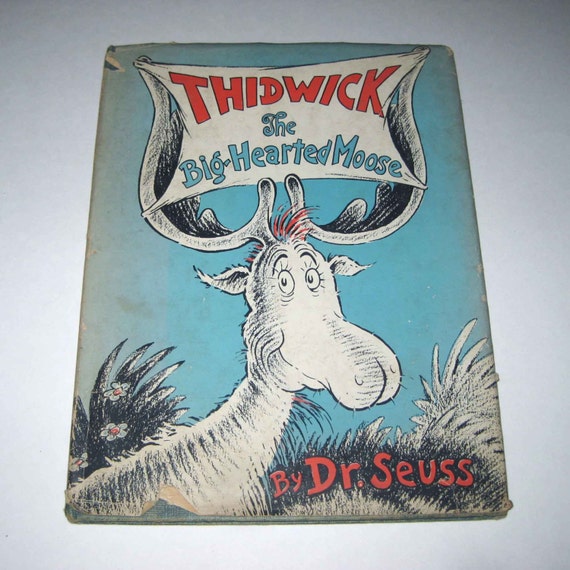 THIDWICK
The
Big-Hearted Moose
By Dr. Seuss